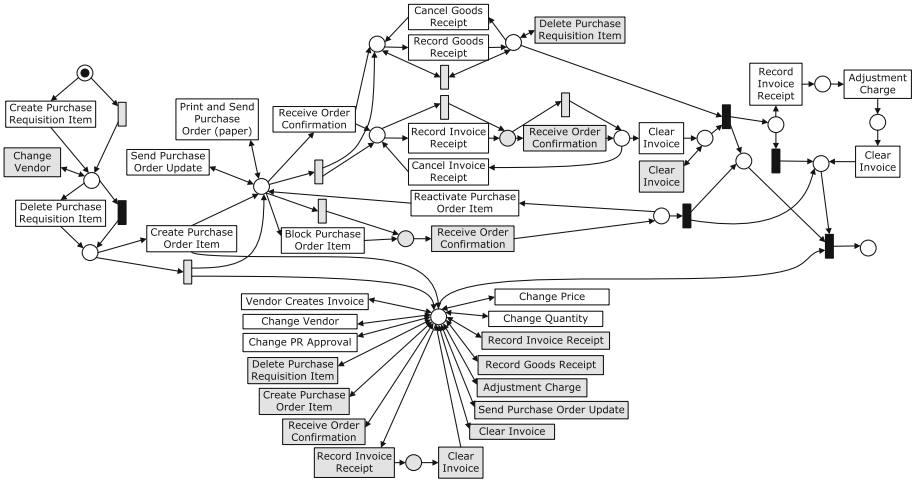 Cancel Goods
Receipt
Delete Purchase
Requisition Item
Record Goods
Receipt
Record
Invoice
Receipt
Adjustment
Charge
Create Purchase
Requisition Item
Print and Send
Purchase
Order (paper)
Receive Order
Confirmation
Record Invoice
Receipt
Receive Order
Confirmation
Clear
Invoice
Change
Vendor
Send Purchase
Order Update
Cancel Invoice
Receipt
Clear
Invoice
Clear
Invoice
Delete Purchase
Requisition Item
Reactivate Purchase
Order Item
Create Purchase
Order Item
Block Purchase
Order Item
Receive Order
Confirmation
Vendor Creates Invoice
Change Price
Change Vendor
Change Quantity
Change PR Approval
Record Invoice Receipt
Delete Purchase
Requisition Item
Record Goods Receipt
Create Purchase
Order Item
Adjustment Charge
Send Purchase Order Update
Receive Order
Confirmation
Clear Invoice
Record Invoice
Receipt
Clear
Invoice